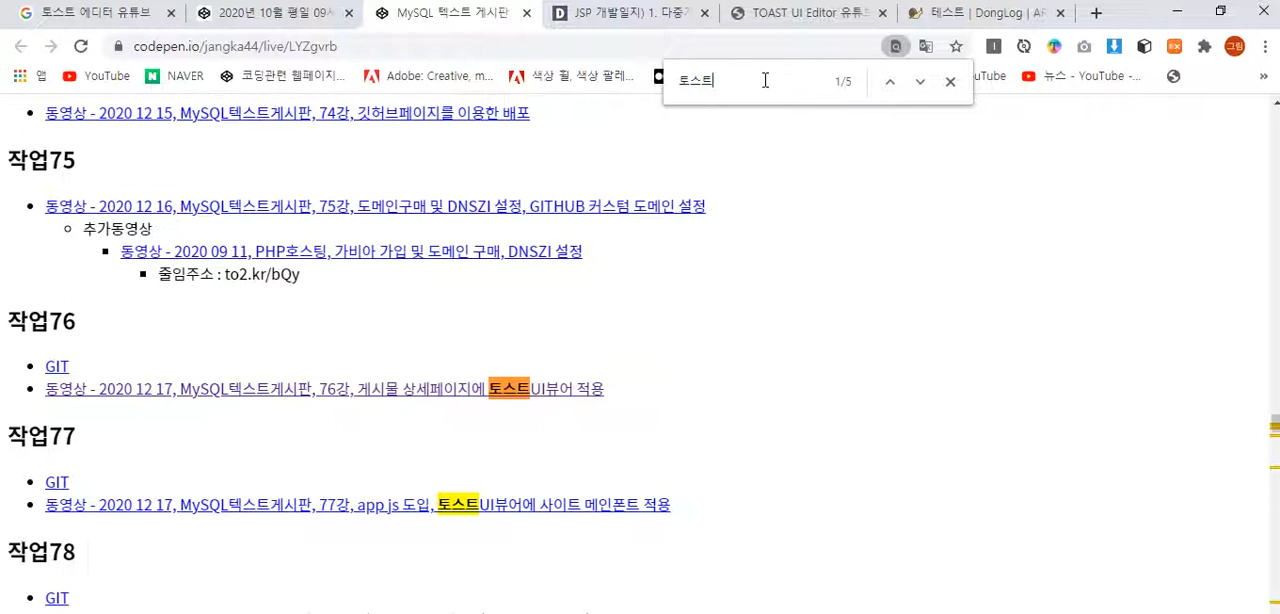 토스트 에디터 유튜브
2020년 10월 평일 09시
MySQL 텍스트 게시판
JSP 개발일지) 1. 다중
TOAST UI Editor 유튜브
테스트 | DongLog | AR
codepen.io/jangka44/live/LYZgvrb
그림
앱
YouTube
NAVER
코딩관련 웹페이지...
Adobe: Creative, m...
색상 휠, 색상 팔레...
uTube
뉴스 - YouTube -...
»
토스트
1/5
동영상 - 2020 12 15, MySQL텍스트게시판, 74강, 깃허브페이지를 이용한 배포
작업75
동영상 - 2020 12 16, MySQL텍스트게시판, 75강, 도메인구매 및 DNSZI 설정, GITHUB 커스텀 도메인 설정
추가동영상
동영상 - 2020 09 11, PHP호스팅, 가비아 가입 및 도메인 구매, DNSZI 설정
줄임주소 : to2.kr/bQy
작업76
GIT
동영상 - 2020 12 17, MySQL텍스트게시판, 76강, 게시물 상세페이지에 토스트UI뷰어 적용
작업77
GIT
동영상 - 2020 12 17, MySQL텍스트게시판, 77강, app js 도입, 토스트UI뷰어에 사이트 메인폰트 적용
작업78
GIT